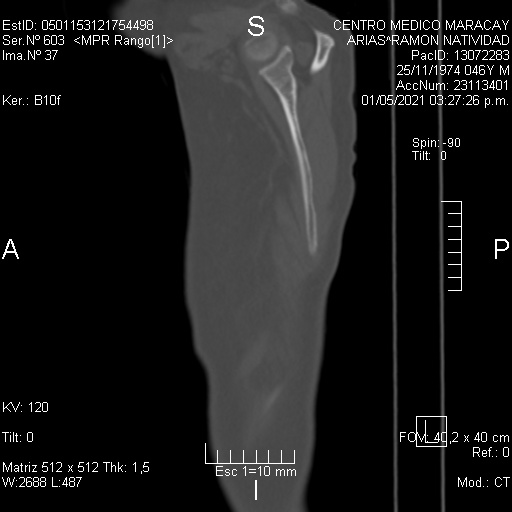 EstID: 0501153121754498
Ser.Nº 603 <MPR Rango[1]>
Ima.Nº 37
Ker.: B10f
S
CENTRO MEDICO MARACAY
ARIAS^RAMON NATIVIDAD
PacID: 13072283
25/11/1974 046Y M
AccNum: 23113401
01/05/2021 03:27:26 p.m.
Spin: -90
Tilt: 0
A
P
KV: 120
Tilt: 0
Matriz 512 x 512 Thk: 1,5
W:2688 L:487
Esc 1=10 mm
I
FOV: 40,2 x 40 cm
Ref.: 0
Mod.: CT